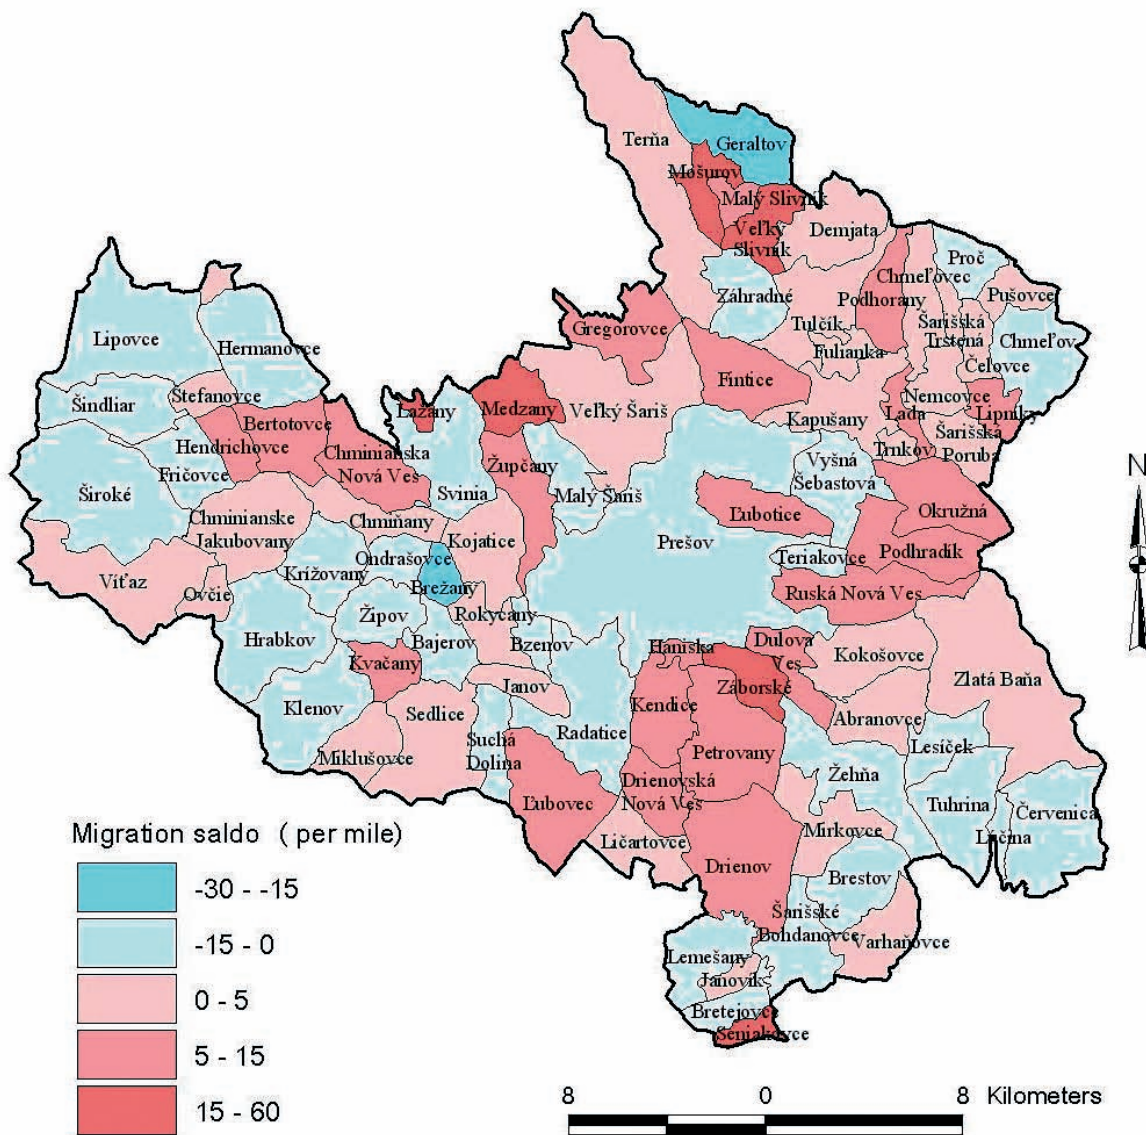 Terňa
Geraltov
Mošurov
Malý Slivník
Veľký
Slivník
Demjata
Proč
Chmeľovec
Pušovce
Záhradné
Podhorany
Lipovce
Hermanovce
Gregorovce
Tulčík
Šarišská
Trstená
Chmeľov
Fulianka
Čelovce
Štefanovce
Fintice
Šindliar
Lažany
Medzany
Veľký Šariš
Nemcovce
Bertotovce
Kapušany
Lada
Lipníky
Hendrichovce
Chminianska
Nová Ves
Župčany
Trnkov
Šarišská
Poruba
Fričovce
Vyšná
Šebastová
Široké
Svinia
Malý Šariš
Chminianske
Jakubovany
Chmiňany
Ľubotice
Okružná
Kojatice
Prešov
Ondrašovce
Teriakovce
Podhradík
Víťaz
Križovany
Brežany
Ovčie
Ruská Nová Ves
Žipov
Rokycany
Hrabkov
Bajerov
Bzenov
Haniska
Dulova
Ves
Kokošovce
Kvačany
Zlatá Baňa
Janov
Záborské
Klenov
Sedlice
Kendice
Abranovce
Suchá
Dolina
Radatice
Lesíček
Miklušovce
Petrovany
Žehňa
Drienovská
Nová Ves
Ľubovec
Tuhrina
Červenica
Mirkovce
Lúčina
Ličartovce
Drienov
Brestov
Šarišské
Bohdanovce
Varhaňovce
Lemešany
Janovík
Bretejovce
Seniakovce
N
Migration saldo ( per mile)
-30 - -15
-15 - 0
0 - 5
5 - 15
15 - 60
8 0 8 Kilometers